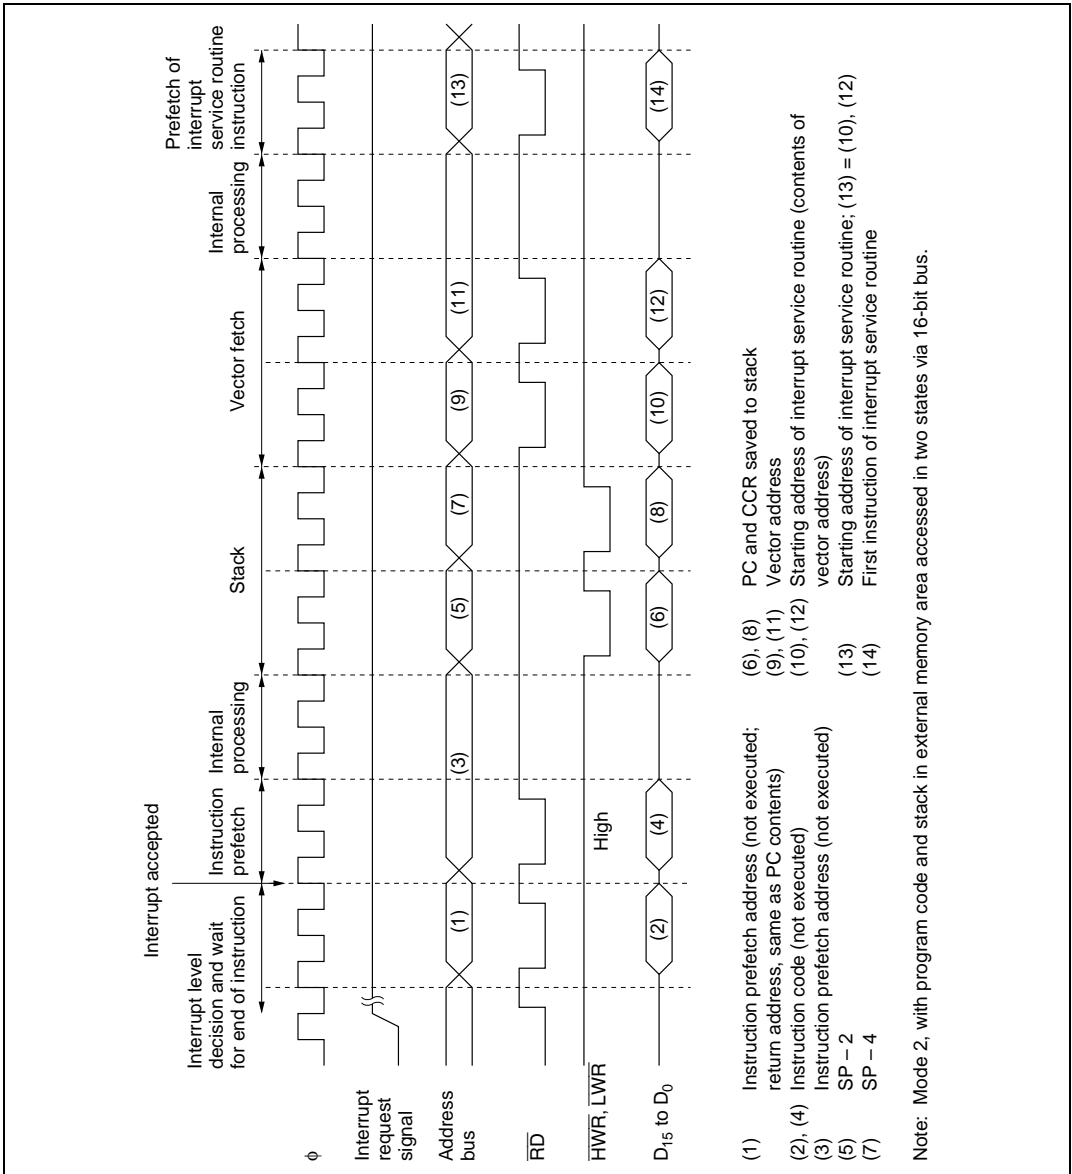 Interrupt accepted
Interrupt level
decision and wait
for end of instruction
Instruction
prefetch
Internal
processing
Stack
Vector fetch
Internal
processing
Prefetch of
interrupt
service routine
instruction
φ
Interrupt
request
signal
Address
bus
(1)
(3)
(5)
(7)
(9)
(11)
(13)
RD
HWR, LWR
High
D15 to D0
(2)
(4)
(6)
(8)
(10)
(12)
(14)
(1) Instruction prefetch address (not executed;
return address, same as PC contents)
(2), (4) Instruction code (not executed)
(3) Instruction prefetch address (not executed)
(5) SP – 2
(7) SP – 4
(6), (8) PC and CCR saved to stack
(9), (11) Vector address
(10), (12) Starting address of interrupt service routine (contents of
vector address)
(13) Starting address of interrupt service routine; (13) = (10), (12)
(14) First instruction of interrupt service routine
Note: Mode 2, with program code and stack in external memory area accessed in two states via 16-bit bus.